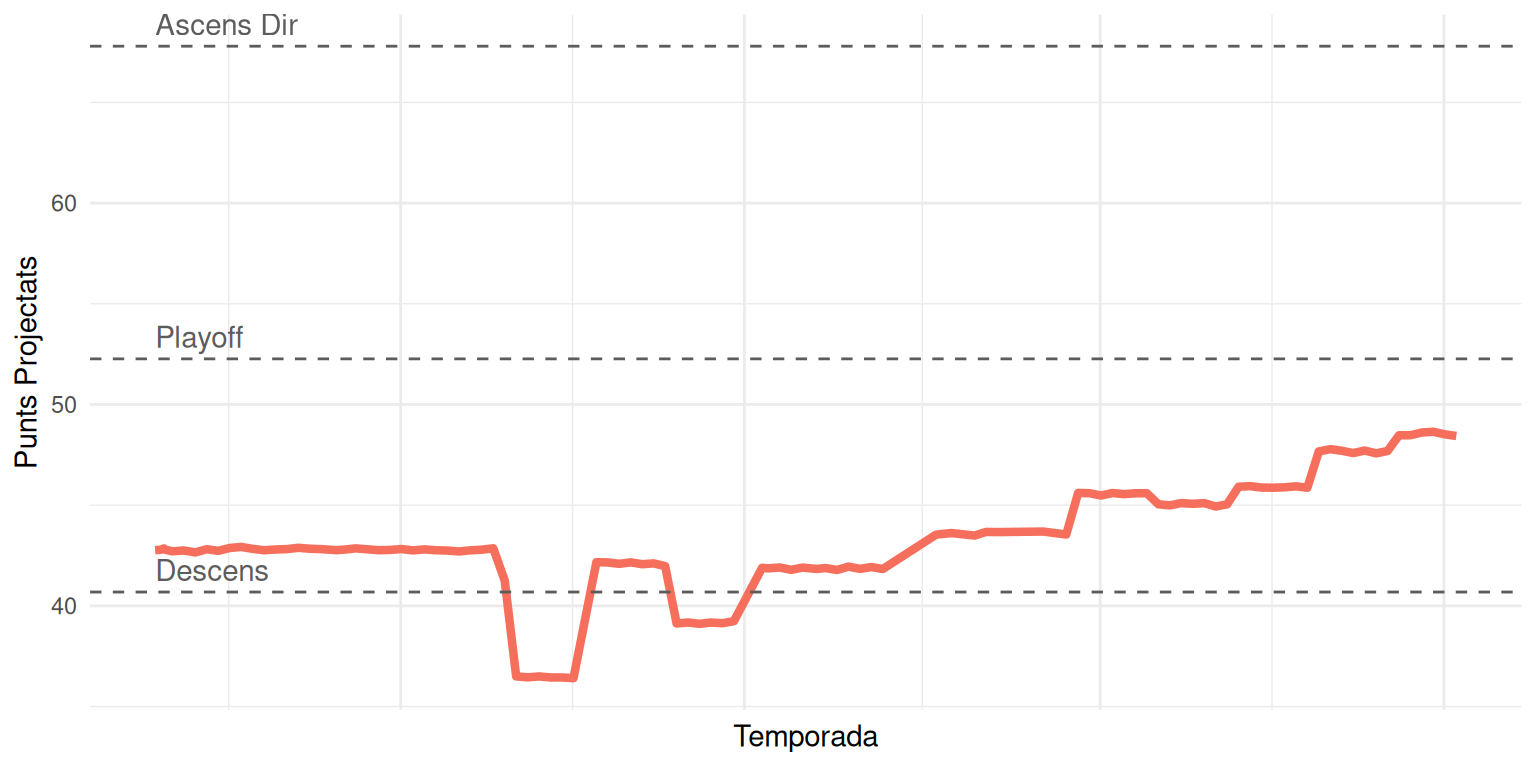 Ascens Dir
60
Playoff
50
Descens
40
Punts Projectats
Temporada